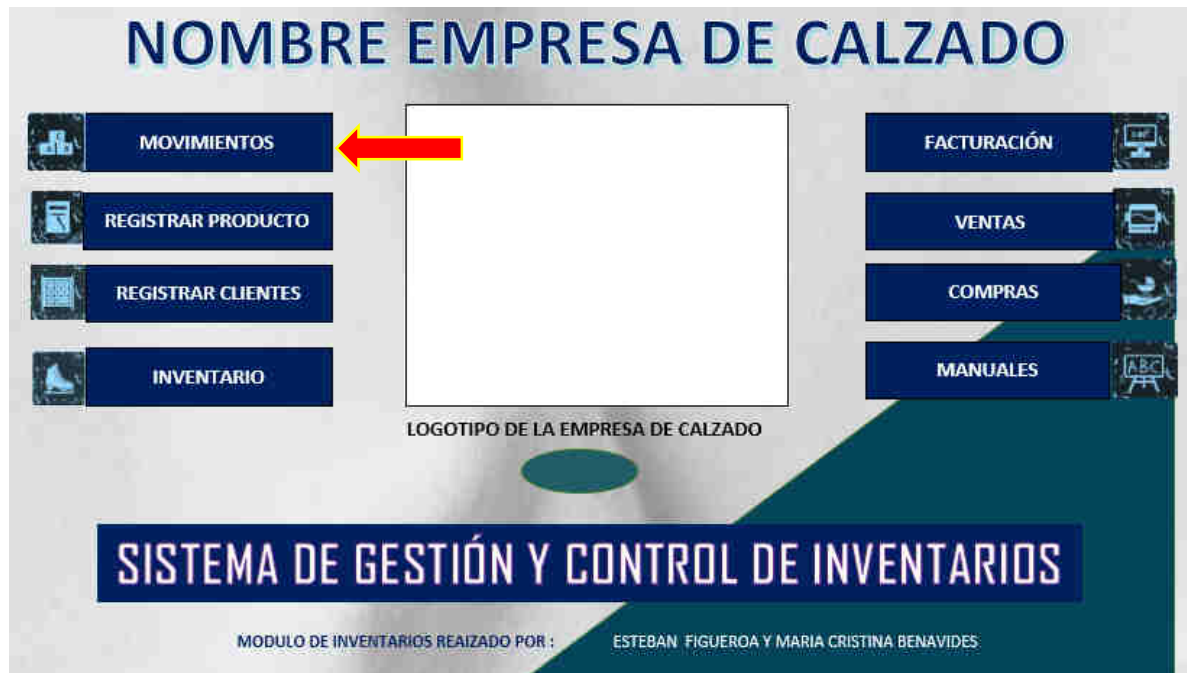 NOMBRE EMPRESA DE CALZADO
MOVIMIENTOS
REGISTRAR PRODUCTO
REGISTRAR CLIENTES
INVENTARIO
FACTURACIÓN
VENTAS
COMPRAS
MANUALES
ABC
LOGOTIPO DE LA EMPRESA DE CALZADO
SISTEMA DE GESTIÓN Y CONTROL DE INVENTARIOS
MODULO DE INVENTARIOS REAIZADO POR : ESTEBAN FIGUEROA Y MARIA CRISTINA BENAVIDES